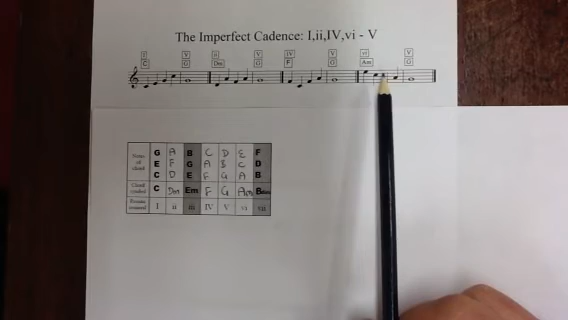 The Imperfect Cadence: I,ii,IV,vi - V
I V ii V IV V vi V
C G Dm G F G Am G
Notes of chord G A B C D E F
E F G A B C D
C D E F G A B
Chord symbol C Dm Em F G Am Bdim
Roman numeral I ii iii IV V vi vii